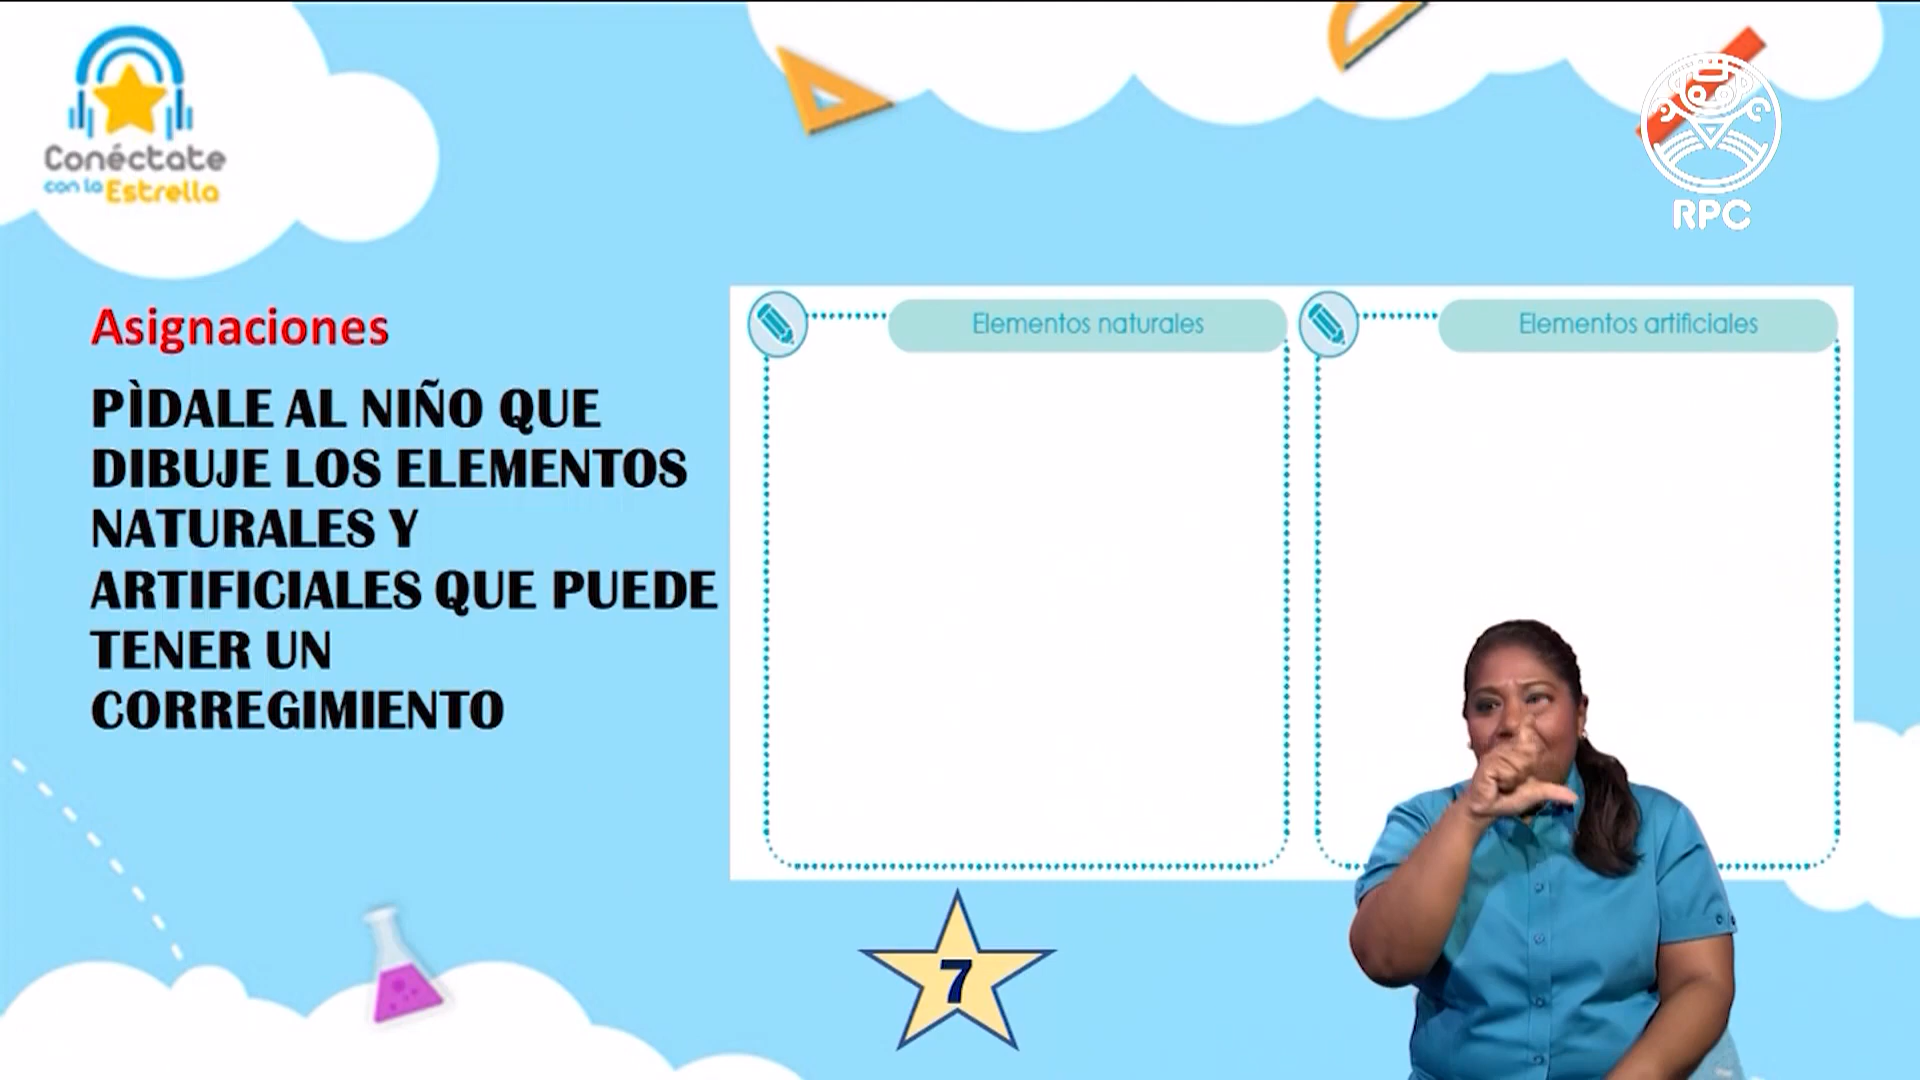 Conéctate
con la Estrella
RPC
Asignaciones
PÌDALE AL NIÑO QUE
DIBUJE LOS ELEMENTOS
NATURALES Y
ARTIFICIALES QUE PUEDE
TENER UN
CORREGIMIENTO
Elementos naturales
Elementos artificiales
7